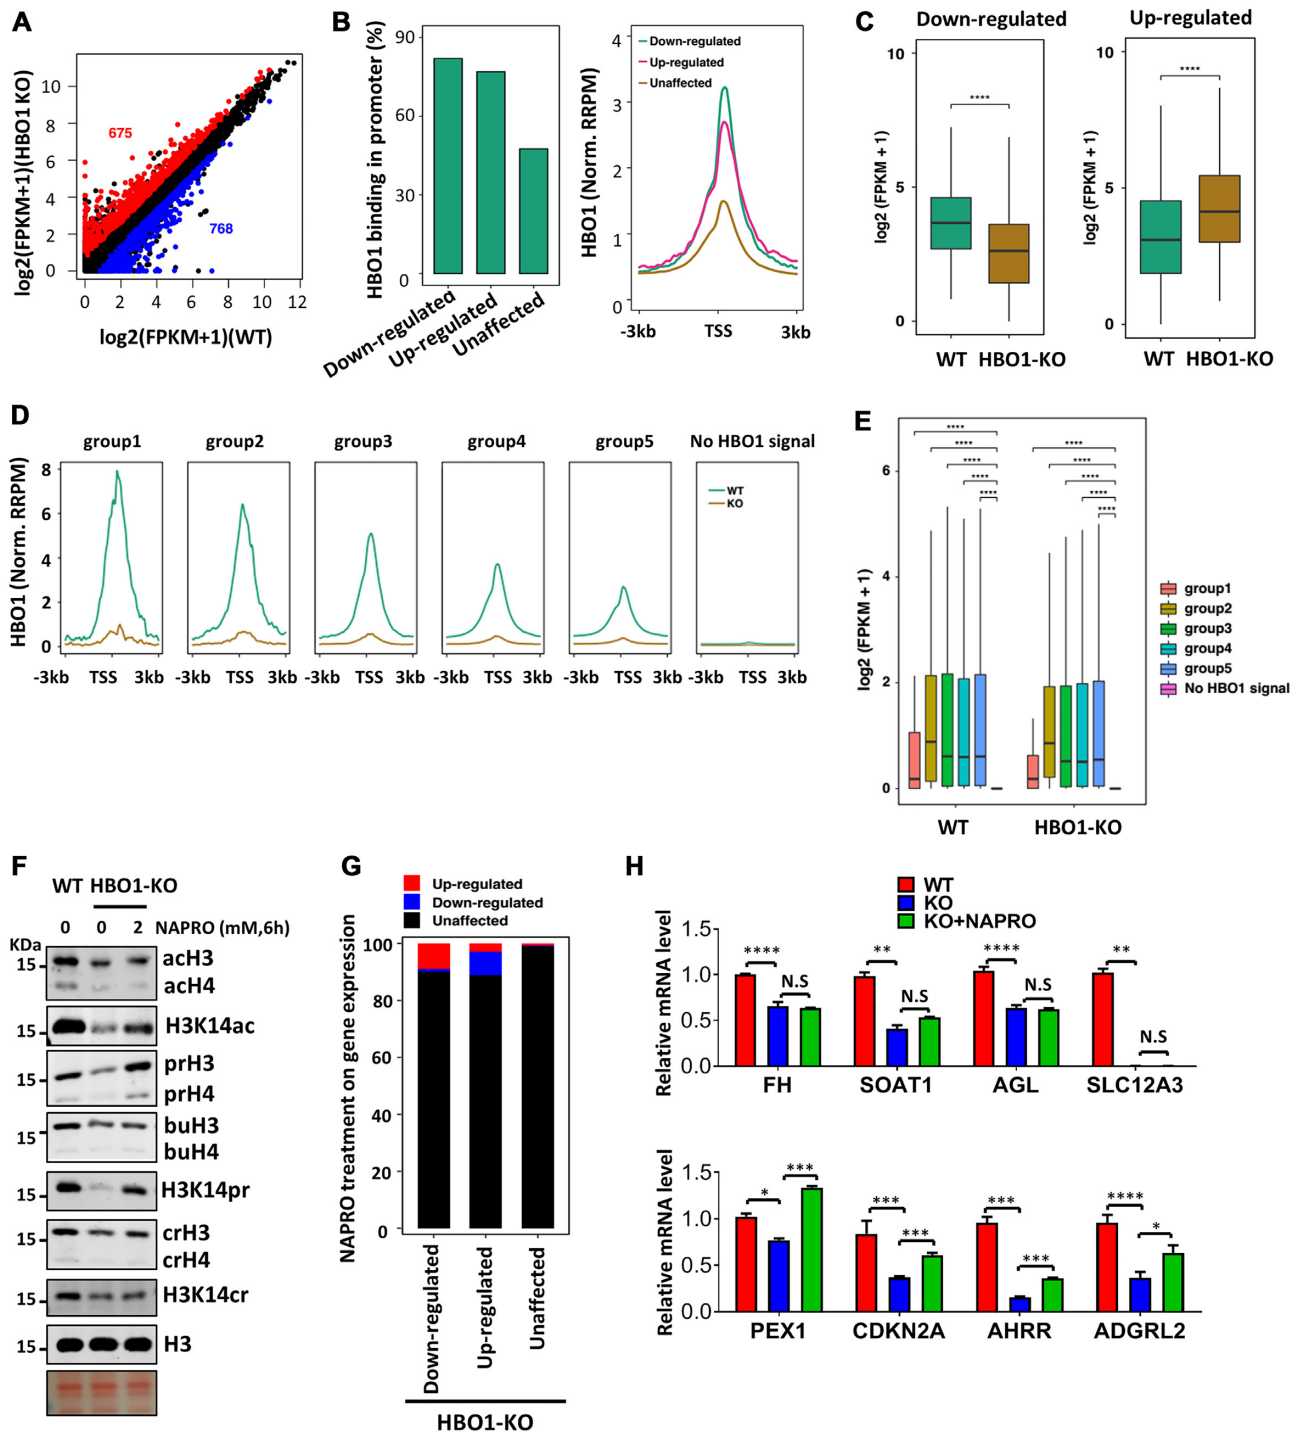 A
log2(FPKM+1)(HBO1 KO)
10
8
6
4
2
0
675
768
0 2 4 6 8 10 12
log2(FPKM+1)(WT)
B
HBO1 binding in promoter (%)
90
60
30
0
Down-regulated
Up-regulated
Unaffected
HBO1 (Norm. RRPM)
4
3
2
1
0
Down-regulated
Up-regulated
Unaffected
-3kb TSS 3kb
C
Down-regulated
log2 (FPKM + 1)
10
5
0
****
WT HBO1-KO
Up-regulated
log2 (FPKM + 1)
10
5
0
****
WT HBO1-KO
D
HBO1 (Norm. RRPM)
8
6
4
2
0
group1 group2 group3 group4 group5 No HBO1 signal
WT
KO
-3kb TSS 3kb -3kb TSS 3kb -3kb TSS 3kb -3kb TSS 3kb -3kb TSS 3kb -3kb TSS 3kb
E
log2 (FPKM + 1)
6
4
2
0
**** ****
**** ****
**** ****
**** ****
**** ****
WT HBO1-KO
group1
group2
group3
group4
group5
No HBO1 signal
F
WT HBO1-KO
0 0 2 NAPRO (mM,6h)
KDa
15 acH3
acH4
15 H3K14ac
prH3
15
prH4
15 buH3
buH4
15 H3K14pr
15 crH3
crH4
15 H3K14cr
15 H3
G
Up-regulated
Down-regulated
Unaffected
NAPRO treatment on gene expression
100
80
60
40
20
0
Down-regulated
Up-regulated
Unaffected
HBO1-KO
H
WT
KO
KO+NAPRO
Relative mRNA level
1.5
1.0
0.5
0.0
**** ** **** **
N.S N.S N.S N.S
FH SOAT1 AGL SLC12A3
Relative mRNA level
1.5
1.0
0.5
0.0
* *** *** *** *** *** **** *
PEX1 CDKN2A AHRR ADGRL2